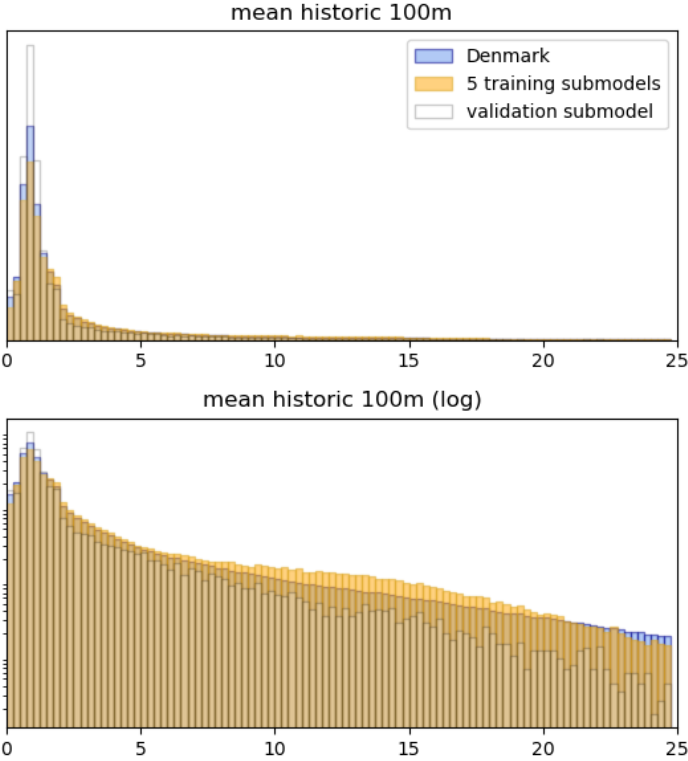 mean historic 100m
Denmark
5 training submodels
validation submodel
0 5 10 15 20 25
mean historic 100m (log)
0 5 10 15 20 25